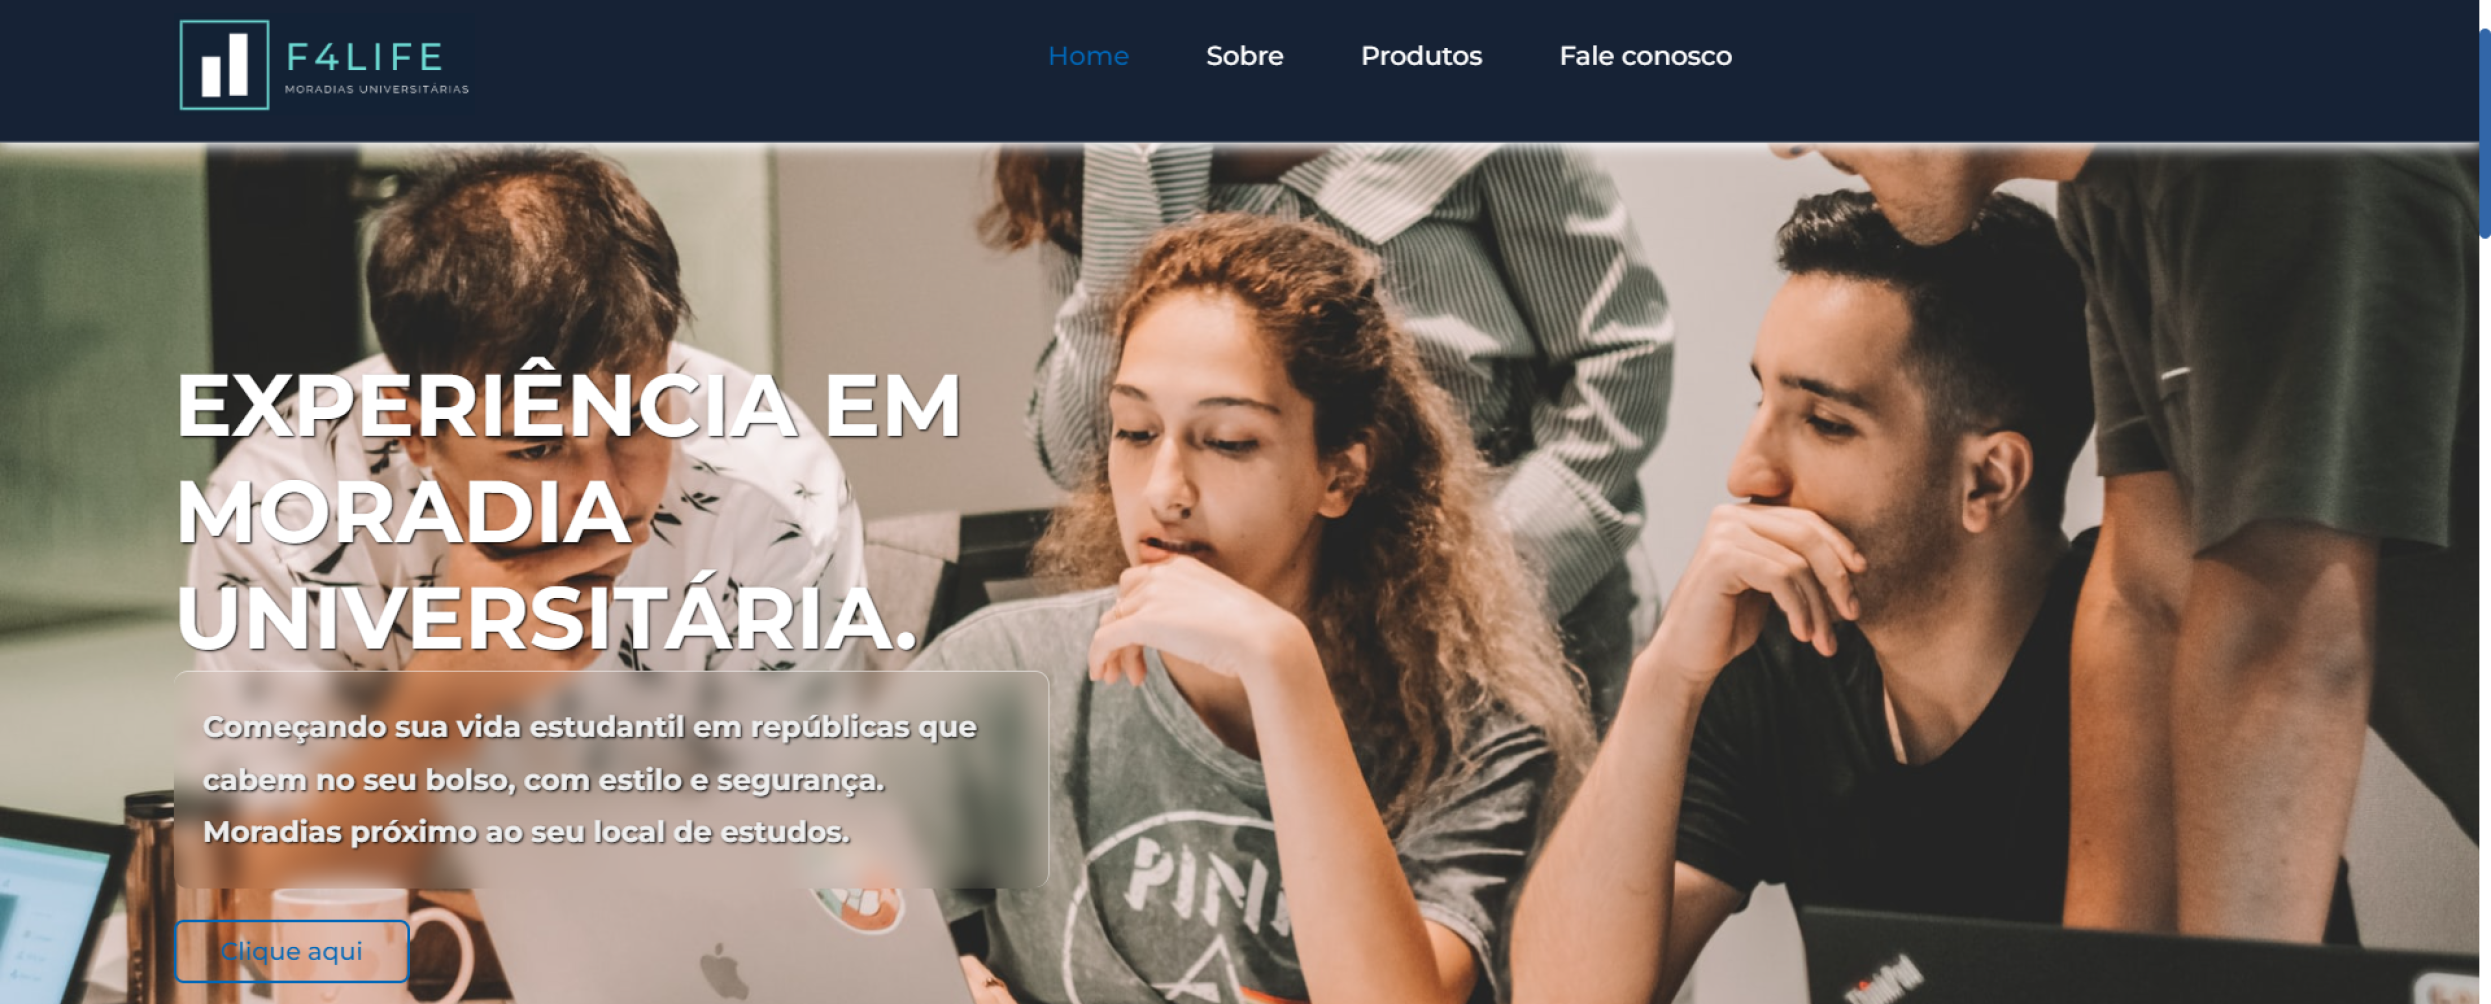 F4LIFE
MORADIAS UNIVERSITÁRIAS
Home
Sobre
Produtos
Fale conosco
EXPERIÊNCIA EM
MORADIA
UNIVERSITÁRIA.
Começando sua vida estudantil em repúblicas que
cabem no seu bolso, com estilo e segurança.
Moradias próximo ao seu local de estudos.
Clique aqui
ThinkPad